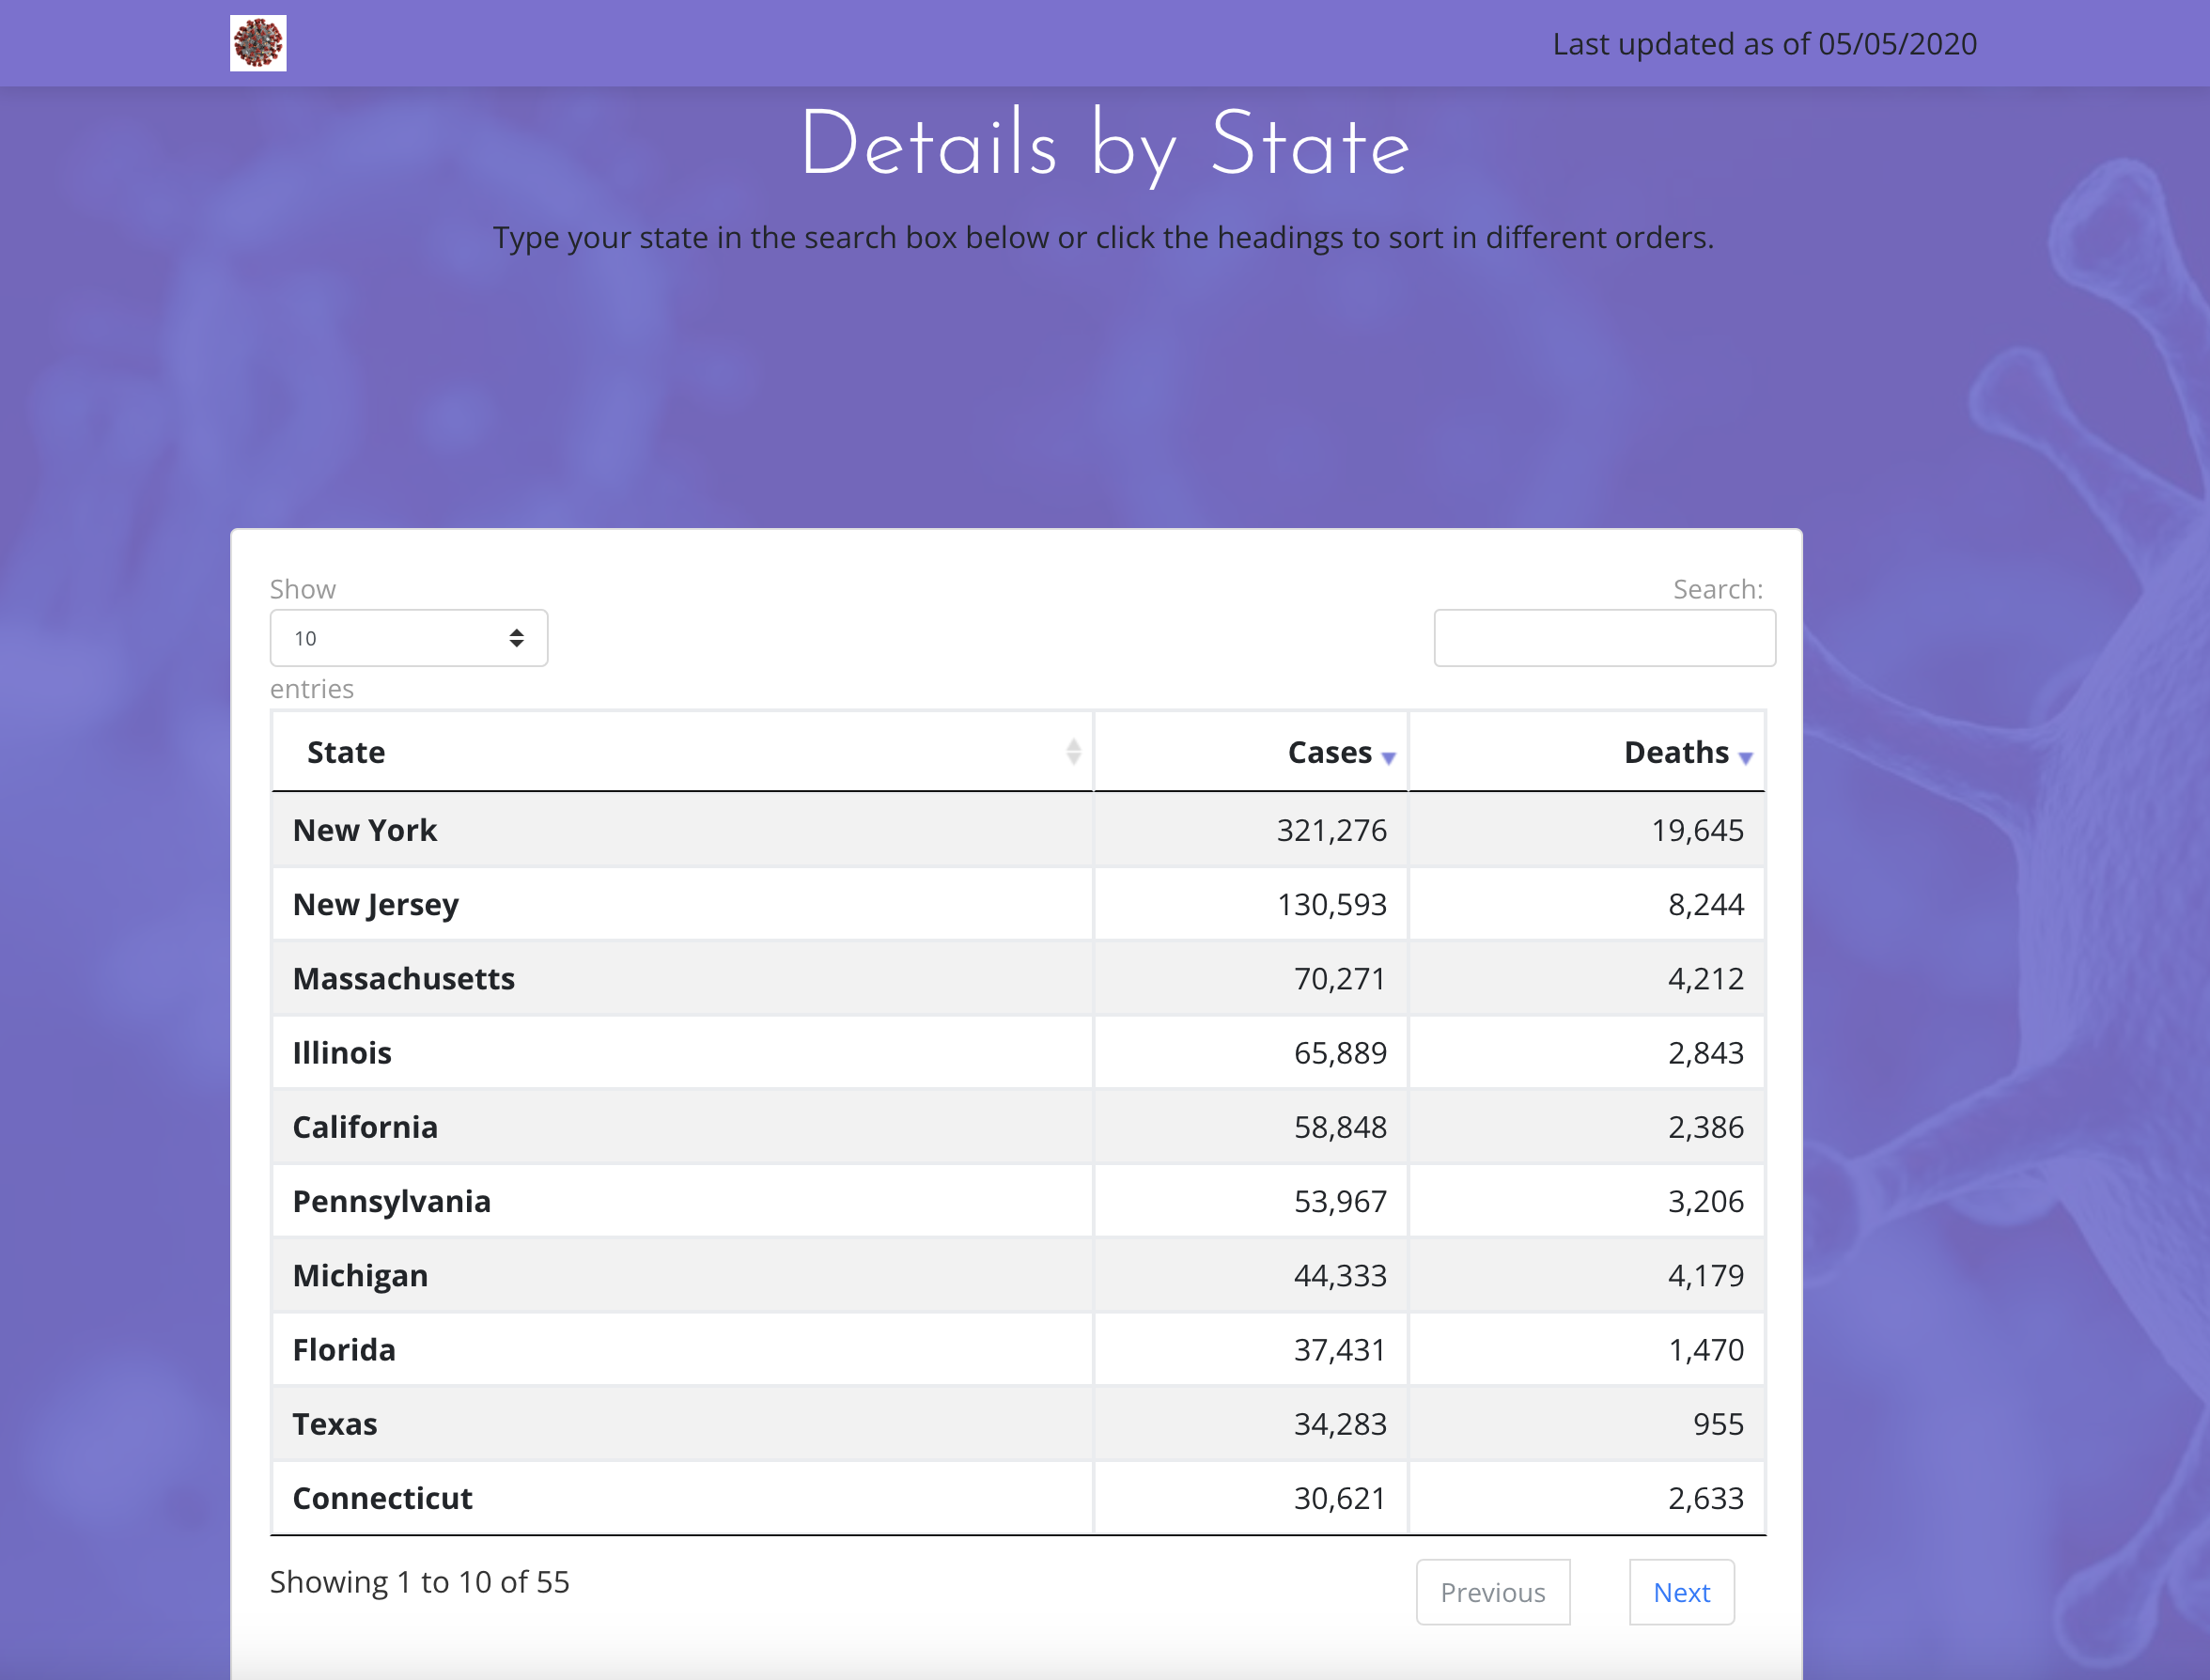 Last updated as of 05/05/2020
Details by State
Type your state in the search box below or click the headings to sort in different orders.
Show
Search:
10
entries
State Cases Deaths
New York 321,276 19,645
New Jersey 130,593 8,244
Massachusetts 70,271 4,212
Illinois 65,889 2,843
California 58,848 2,386
Pennsylvania 53,967 3,206
Michigan 44,333 4,179
Florida 37,431 1,470
Texas 34,283 955
Connecticut 30,621 2,633
Showing 1 to 10 of 55
Previous Next